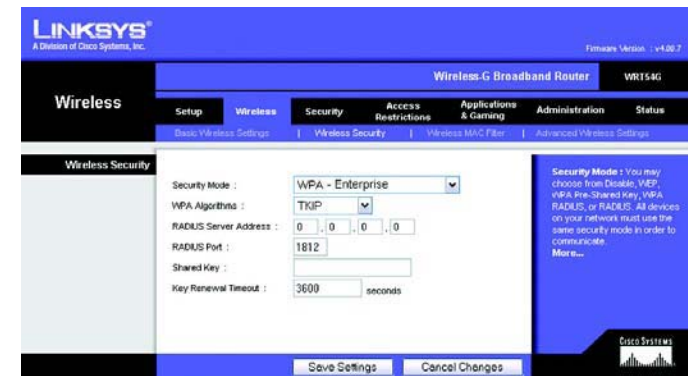 LINKSYS®
A Division of Cisco Systems, Inc.
Firmware Version : v4.00.7
Wireless-G Broadband Router WRT54G
Wireless
Setup Wireless Security Access Restrictions Applications & Gaming Administration Status
Basic Wireless Settings | Wireless Security | Wireless MAC Filter | Advanced Wireless Settings
Wireless Security
Security Mode : WPA - Enterprise
WPA Algorithms : TKIP
RADIUS Server Address : 0 . 0 . 0 . 0
RADIUS Port : 1812
Shared Key :
Key Renewal Timeout : 3600 seconds
Security Mode : You may
choose from Disable, WEP,
WPA Pre-Shared Key, WPA
RADIUS, or RADIUS. All devices
on your network must use the
same security mode in order to
communicate.
More...
Save Settings Cancel Changes
CISCO SYSTEMS